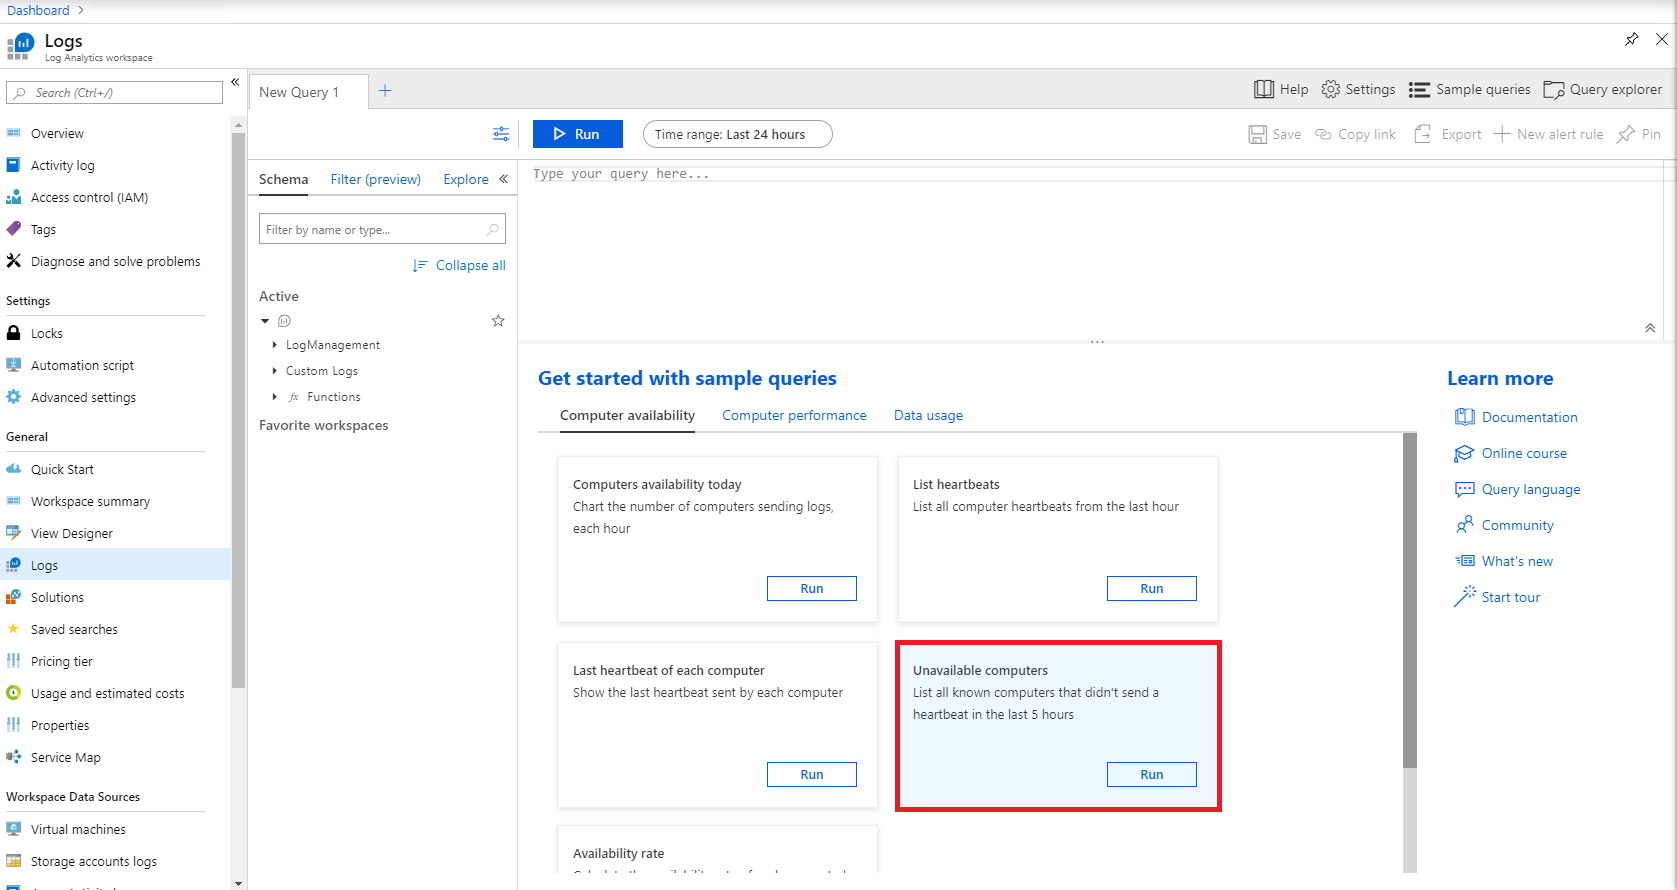 Dashboard
Logs
Log Analytics workspace
Search (Ctrl+/)
Overview
Activity log
Access control (IAM)
Tags
Diagnose and solve problems
Settings
Locks
Automation script
Advanced settings
General
Quick Start
Workspace summary
View Designer
Logs
Solutions
Saved searches
Pricing tier
Usage and estimated costs
Properties
Service Map
Workspace Data Sources
Virtual machines
Storage accounts logs
New Query 1
Help
Settings
Sample queries
Query explorer
Run
Time range: Last 24 hours
Save
Copy link
Export
New alert rule
Pin
Schema
Filter (preview)
Explore
Filter by name or type...
Collapse all
Active
LogManagement
Custom Logs
fx Functions
Favorite workspaces
Type your query here...
Get started with sample queries
Computer availability
Computer performance
Data usage
Computers availability today
Chart the number of computers sending logs,
each hour
Run
List heartbeats
List all computer heartbeats from the last hour
Run
Last heartbeat of each computer
Show the last heartbeat sent by each computer
Run
Unavailable computers
List all known computers that didn't send a
heartbeat in the last 5 hours
Run
Availability rate
Learn more
Documentation
Online course
Query language
Community
What's new
Start tour